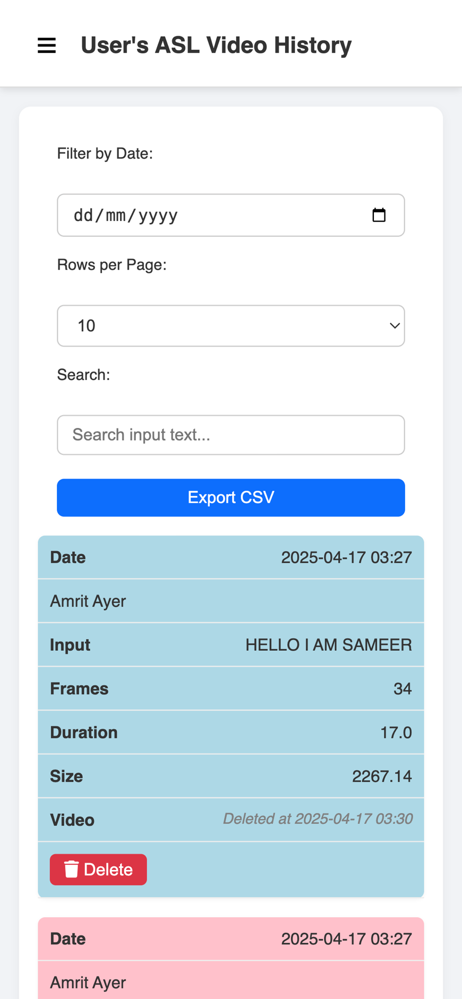 User's ASL Video History
Filter by Date:
dd/mm/yyyy
Rows per Page:
10
Search:
Search input text...
Export CSV
Date 2025-04-17 03:27
Amrit Ayer
Input HELLO I AM SAMEER
Frames 34
Duration 17.0
Size 2267.14
Video Deleted at 2025-04-17 03:30
Delete
Date 2025-04-17 03:27
Amrit Ayer